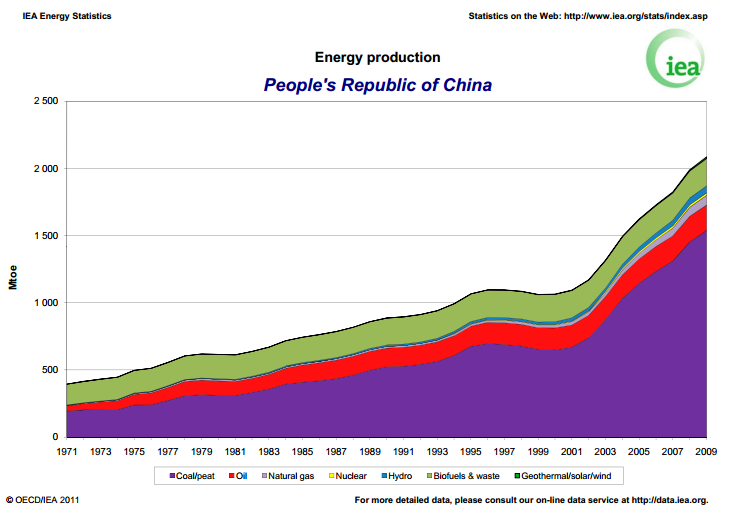 IEA Energy Statistics
Statistics on the Web: http://www.iea.org/stats/index.asp
Energy production
People's Republic of China
iea
2 500
2 000
1 500
1 000
500
0
Mtoe
1971 1973 1975 1977 1979 1981 1983 1985 1987 1989 1991 1993 1995 1997 1999 2001 2003 2005 2007 2009
Coal/peat Oil Natural gas Nuclear Hydro Biofuels & waste Geothermal/solar/wind
© OECD/IEA 2011
For more detailed data, please consult our on-line data service at http://data.iea.org.